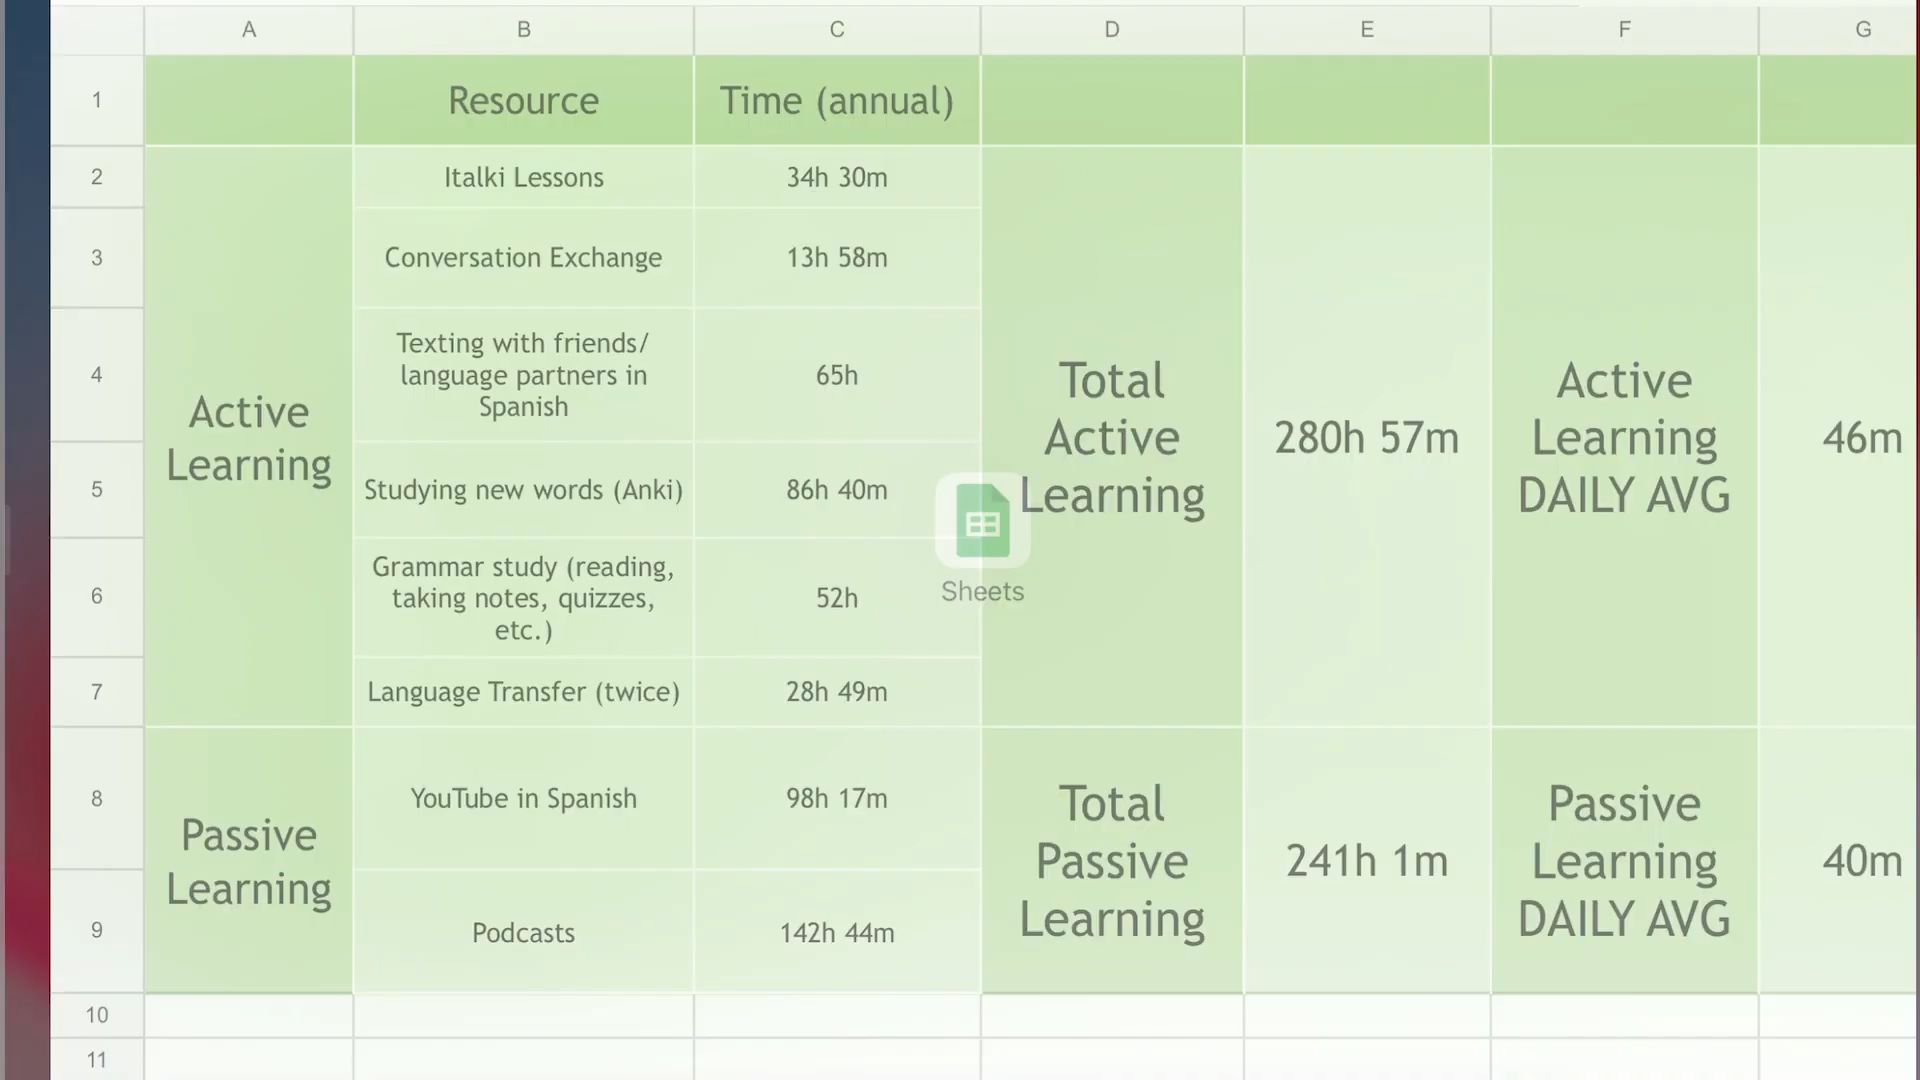 A B C D E F G
1 Resource Time (annual)
2 Italki Lessons 34h 30m
3 Conversation Exchange 13h 58m
4 Texting with friends/
language partners in
Spanish 65h
5 Studying new words (Anki) 86h 40m
6 Grammar study (reading,
taking notes, quizzes,
etc.) 52h
7 Language Transfer (twice) 28h 49m
Active
Learning
Total
Active
Learning
280h 57m
Active
Learning
DAILY AVG
46m
Sheets
8 YouTube in Spanish 98h 17m
9 Podcasts 142h 44m
Passive
Learning
Total
Passive
Learning
241h 1m
Passive
Learning
DAILY AVG
40m
10
11